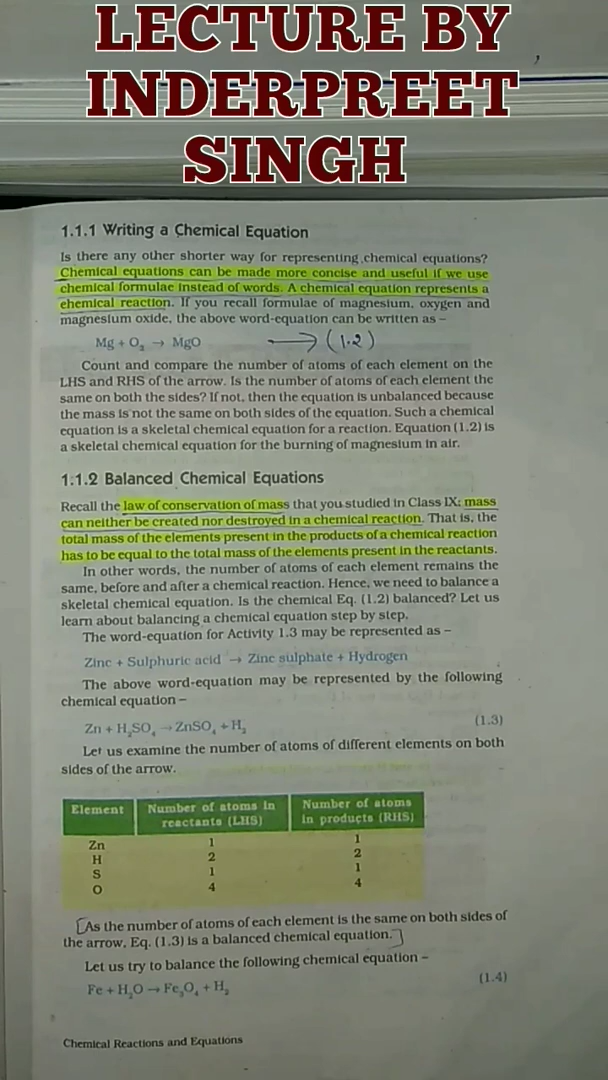 LECTURE BY
INDERPREET
SINGH
1.1.1 Writing a Chemical Equation
Is there any other shorter way for representing chemical equations?
Chemical equations can be made more concise and useful if we use
chemical formulae instead of words. A chemical equation represents a
chemical reaction. If you recall formulae of magnesium, oxygen and
magnesium oxide, the above word-equation can be written as –
Mg + O₂ → MgO → (1.2)
Count and compare the number of atoms of each element on the
LHS and RHS of the arrow. Is the number of atoms of each element the
same on both the sides? If not, then the equation is unbalanced because
the mass is not the same on both sides of the equation. Such a chemical
equation is a skeletal chemical equation for a reaction. Equation (1.2) is
a skeletal chemical equation for the burning of magnesium in air.
1.1.2 Balanced Chemical Equations
Recall the law of conservation of mass that you studied in Class IX; mass
can neither be created nor destroyed in a chemical reaction. That is, the
total mass of the elements present in the products of a chemical reaction
has to be equal to the total mass of the elements present in the reactants.
In other words, the number of atoms of each element remains the
same, before and after a chemical reaction. Hence, we need to balance a
skeletal chemical equation. Is the chemical Eq. (1.2) balanced? Let us
learn about balancing a chemical equation step by step.
The word-equation for Activity 1.3 may be represented as –
Zinc + Sulphuric acid → Zinc sulphate + Hydrogen
The above word-equation may be represented by the following
chemical equation –
Zn + H₂SO₄ → ZnSO₄ + H₂ (1.3)
Let us examine the number of atoms of different elements on both
sides of the arrow.
Element Number of atoms in reactants (LHS) Number of atoms in products (RHS)
Zn 1 1
H 2 2
S 1 1
O 4 4
[As the number of atoms of each element is the same on both sides of
the arrow, Eq. (1.3) is a balanced chemical equation.]
Let us try to balance the following chemical equation –
Fe + H₂O → Fe₃O₄ + H₂ (1.4)
Chemical Reactions and Equations